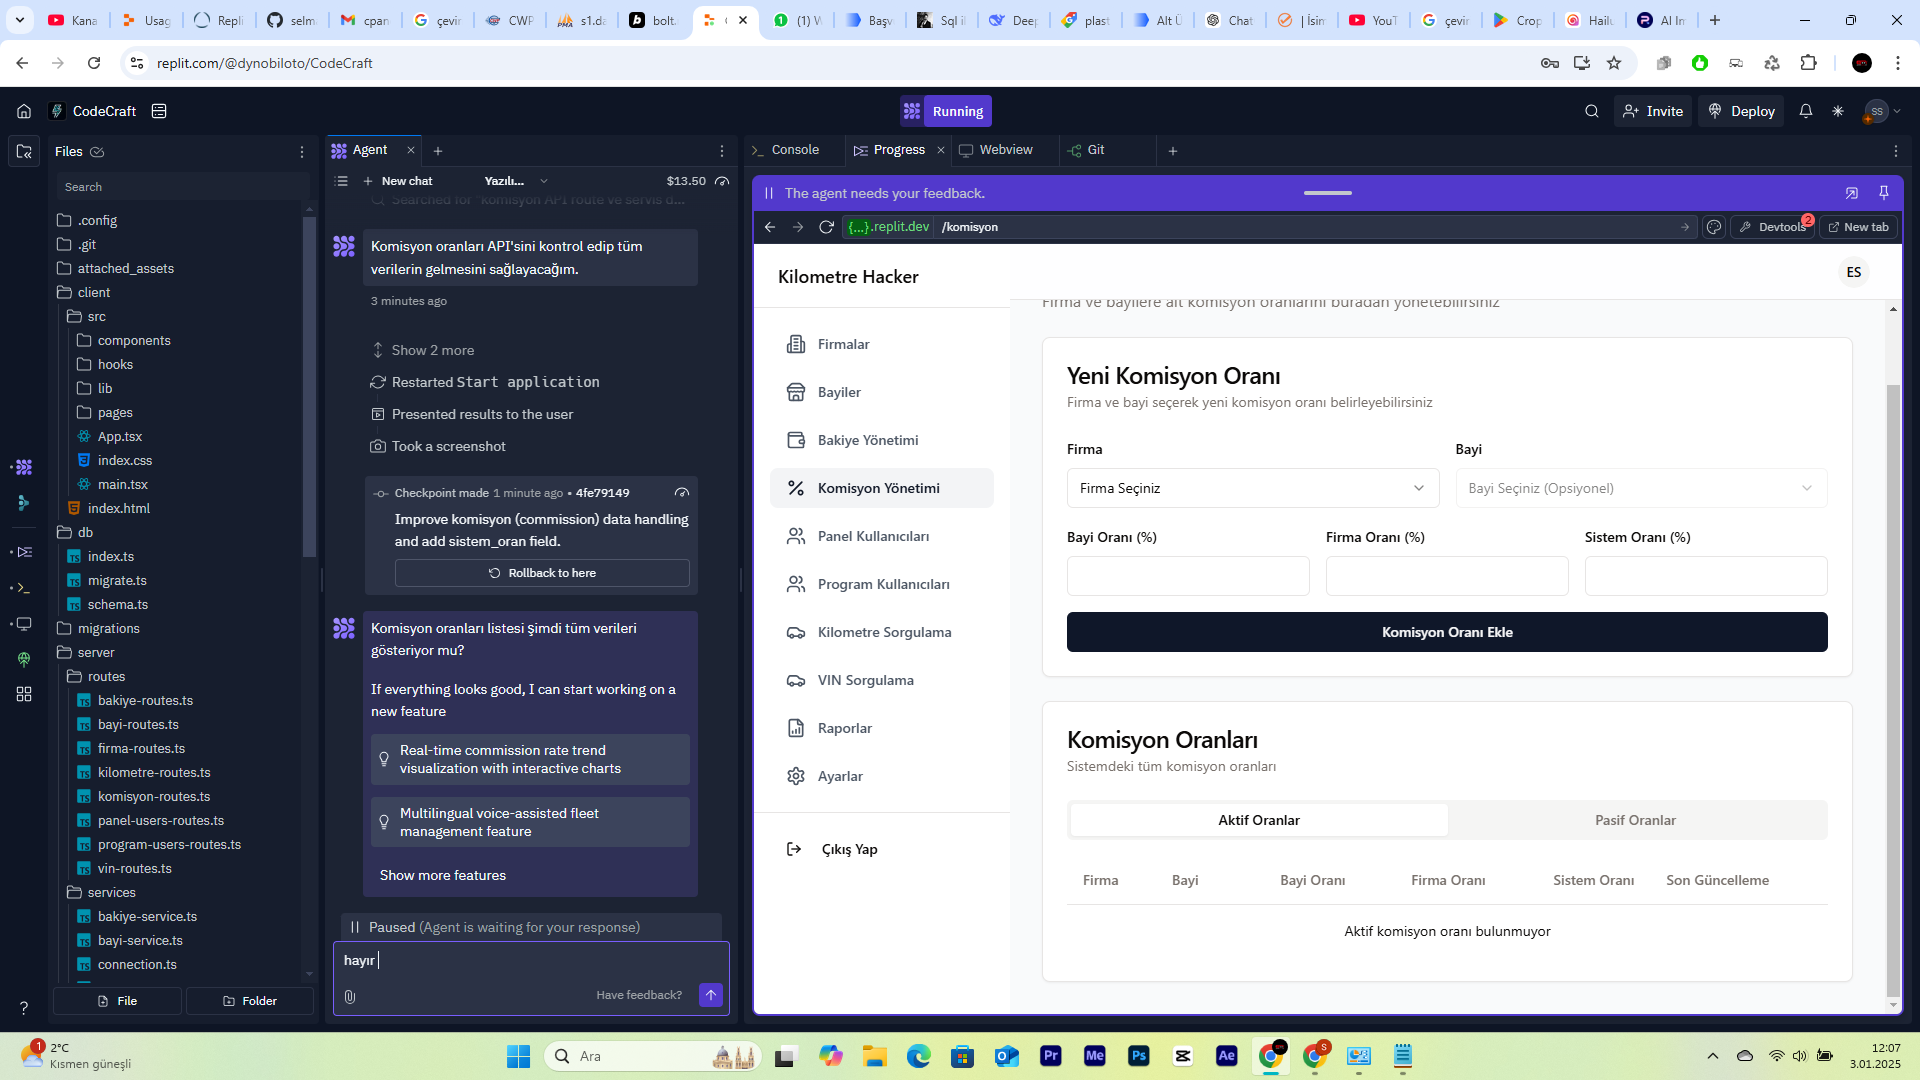 Kana
Usag
Repli
selm
cpan
çevir
CWP
s1.da
bolt.
(1) W
Başv
Sql il
Deep
plast
Alt Ü
Chat
| İsim
YouT
çevir
Crop
Hailu
AI Im
replit.com/@dynobiloto/CodeCraft
CodeCraft
Running
Invite
Deploy
SS
Files
Agent
Console
Progress
Webview
Git
Search
New chat
Yazılı...
$13.50
The agent needs your feedback.
Searched for "komisyon API route ve servis d...
{...}.replit.dev
/komisyon
Devtools
2
New tab
.config
.git
attached_assets
client
src
components
hooks
lib
pages
App.tsx
index.css
main.tsx
index.html
db
index.ts
migrate.ts
schema.ts
migrations
server
routes
bakiye-routes.ts
bayi-routes.ts
firma-routes.ts
kilometre-routes.ts
komisyon-routes.ts
panel-users-routes.ts
program-users-routes.ts
vin-routes.ts
services
bakiye-service.ts
bayi-service.ts
connection.ts
File
Folder
Komisyon oranları API'sini kontrol edip tüm
verilerin gelmesini sağlayacağım.
3 minutes ago
Show 2 more
Restarted Start application
Presented results to the user
Took a screenshot
Checkpoint made 1 minute ago • 4fe79149
Improve komisyon (commission) data handling
and add sistem_oran field.
Rollback to here
Komisyon oranları listesi şimdi tüm verileri
gösteriyor mu?
If everything looks good, I can start working on a
new feature
Real-time commission rate trend
visualization with interactive charts
Multilingual voice-assisted fleet
management feature
Show more features
Paused (Agent is waiting for your response)
hayır
Have feedback?
Kilometre Hacker
ES
Firmalar
Bayiler
Bakiye Yönetimi
Komisyon Yönetimi
Panel Kullanıcıları
Program Kullanıcıları
Kilometre Sorgulama
VIN Sorgulama
Raporlar
Ayarlar
Çıkış Yap
Firma ve bayilere ait komisyon oranlarını buradan yönetebilirsiniz
Yeni Komisyon Oranı
Firma ve bayi seçerek yeni komisyon oranı belirleyebilirsiniz
Firma
Bayi
Firma Seçiniz
Bayi Seçiniz (Opsiyonel)
Bayi Oranı (%)
Firma Oranı (%)
Sistem Oranı (%)
Komisyon Oranı Ekle
Komisyon Oranları
Sistemdeki tüm komisyon oranları
Aktif Oranlar
Pasif Oranlar
Firma
Bayi
Bayi Oranı
Firma Oranı
Sistem Oranı
Son Güncelleme
Aktif komisyon oranı bulunmuyor
1
2°C
Kısmen güneşli
Ara
Pr
Me
Ps
Ae
S
12:07
3.01.2025